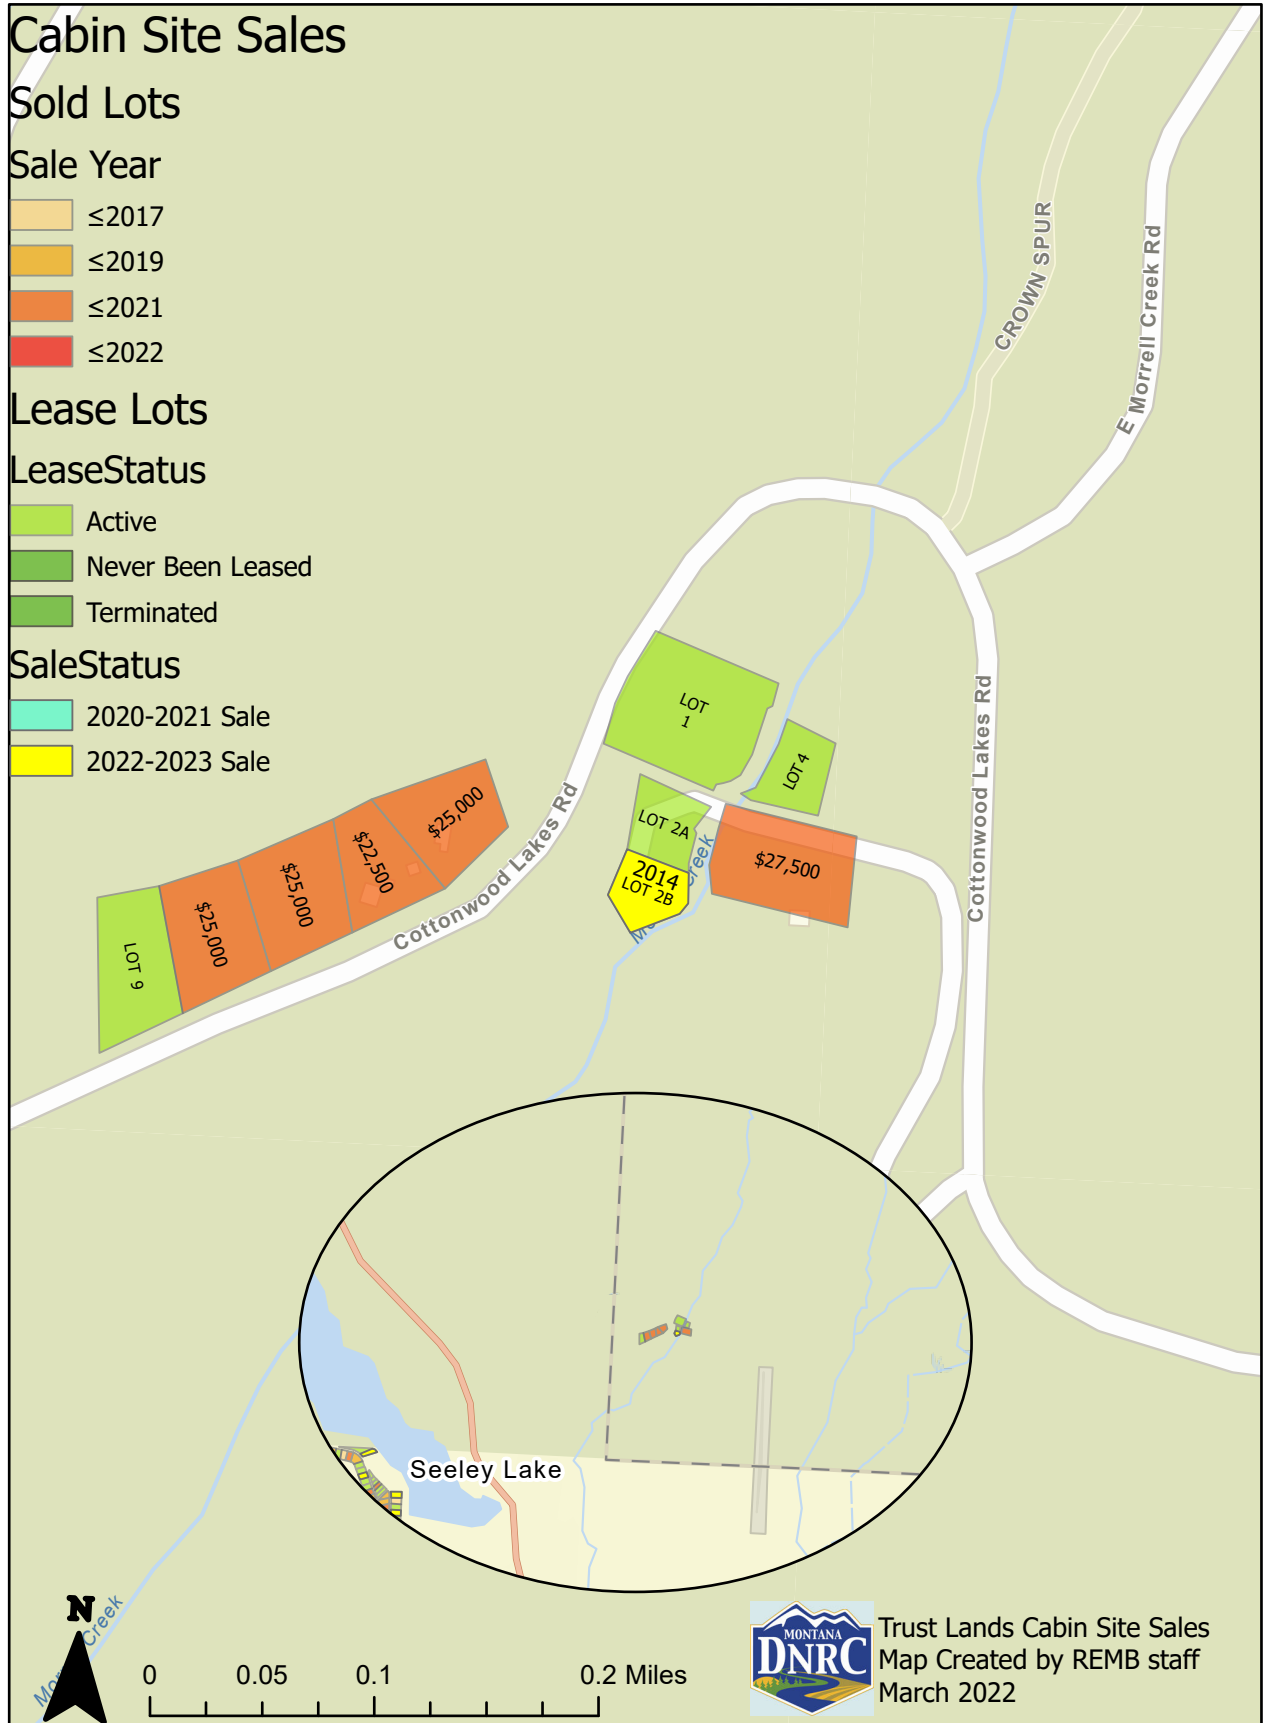 Cabin Site Sales
Sold Lots
Sale Year
≤2017
≤2019
≤2021
≤2022
Lease Lots
LeaseStatus
Active
Never Been Leased
Terminated
SaleStatus
2020-2021 Sale
2022-2023 Sale
CROWN SPUR
E Morrell Creek Rd
Cottonwood Lakes Rd
Cottonwood Lakes Rd
LOT
1
LOT 4
LOT 2A
2014
LOT 2B
$27,500
$25,000
$22,500
$25,000
$25,000
LOT 9
Creek
Seeley Lake
N
Creek
0 0.05 0.1 0.2 Miles
MONTANA
DNRC
Trust Lands Cabin Site Sales
Map Created by REMB staff
March 2022